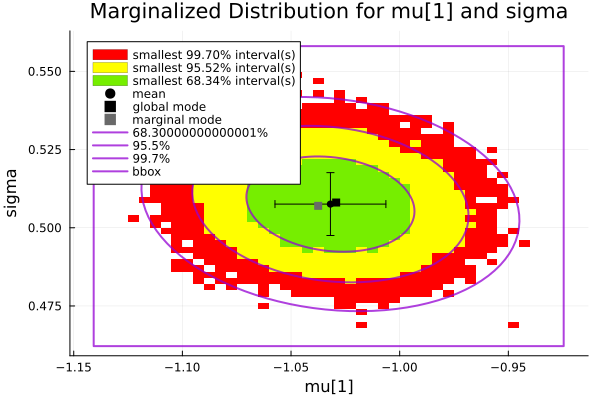 Marginalized Distribution for mu[1] and sigma
smallest 99.70% interval(s)
smallest 95.52% interval(s)
smallest 68.34% interval(s)
mean
global mode
marginal mode
68.30000000000001%
95.5%
99.7%
bbox
0.550
0.525
0.500
0.475
sigma
−1.15
−1.10
−1.05
−1.00
−0.95
mu[1]